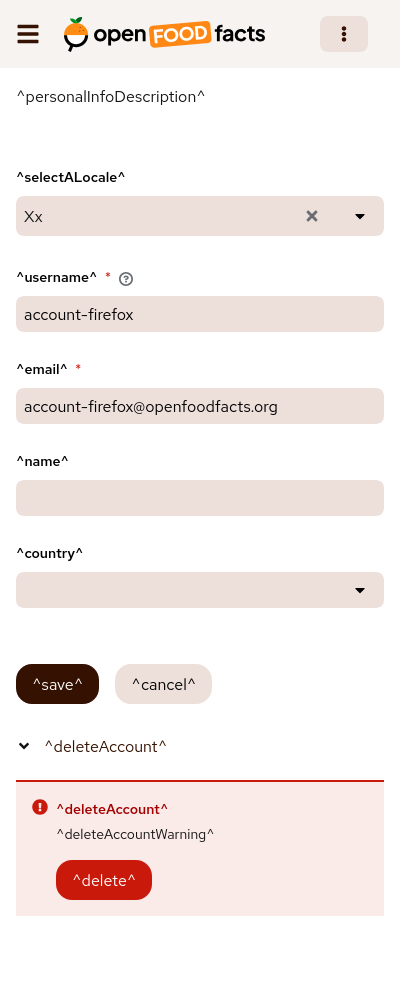 open FOOD facts
^personalInfoDescription^
^selectALocale^
Xx
^username^ *
account-firefox
^email^ *
account-firefox@openfoodfacts.org
^name^
^country^
^save^ ^cancel^
^deleteAccount^
^deleteAccount^
^deleteAccountWarning^
^delete^